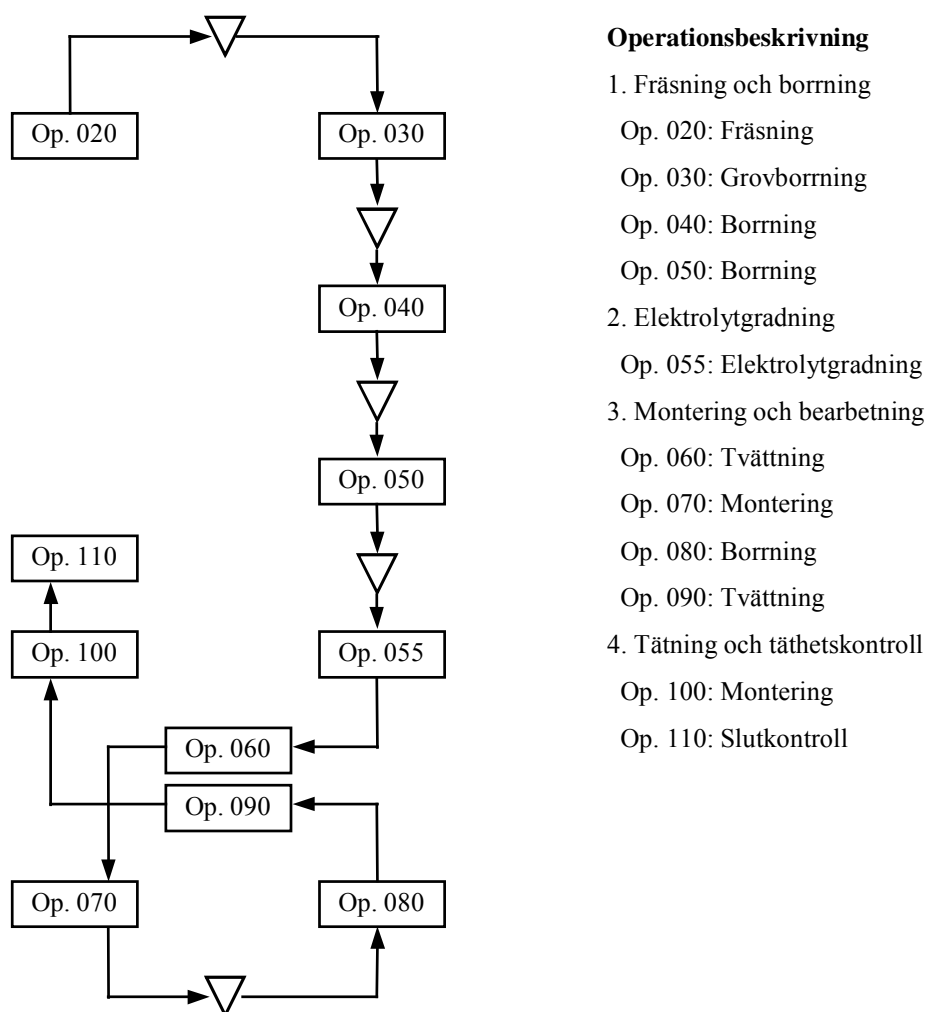 Op. 020
Op. 030
Op. 040
Op. 050
Op. 110
Op. 100
Op. 055
Op. 060
Op. 090
Op. 070
Op. 080
Operationsbeskrivning
1. Fräsning och borrning
Op. 020: Fräsning
Op. 030: Grovborrning
Op. 040: Borrning
Op. 050: Borrning
2. Elektrolytgradning
Op. 055: Elektrolytgradning
3. Montering och bearbetning
Op. 060: Tvättning
Op. 070: Montering
Op. 080: Borrning
Op. 090: Tvättning
4. Tätning och täthetskontroll
Op. 100: Montering
Op. 110: Slutkontroll